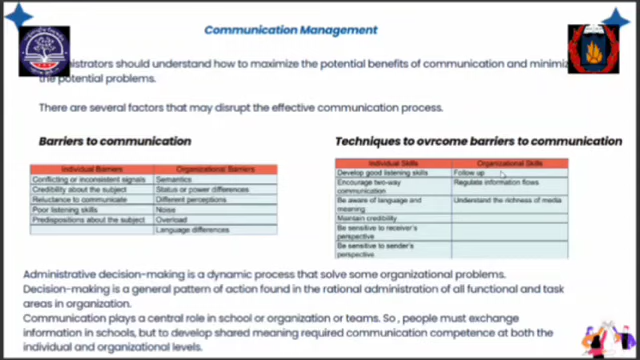 Communication Management
inistrators should understand how to maximize the potential benefits of communication and minimiz
the potential problems.
There are several factors that may disrupt the effective communication process.
Barriers to communication
Individual Barriers Organizational Barriers
Conflicting or inconsistent signals Semantics
Credibility about the subject Status or power differences
Reluctance to communicate Different perceptions
Poor listening skills Noise
Predispositions about the subject Overload
Language differences
Techniques to ovrcome barriers to communication
Individual Skills Organizational Skills
Develop good listening skills Follow up
Encourage two-way Regulate information flows
communication
Be aware of language and Understand the richness of media
meaning
Maintain credibility
Be sensitive to receiver's
perspective
Be sensitive to sender's
perspective
Administrative decision-making is a dynamic process that solve some organizational problems.
Decision-making is a general pattern of action found in the rational administration of all functional and task
areas in organization.
Communication plays a central role in school or organization or teams. So , people must exchange
information in schools, but to develop shared meaning required communication competence at both the
individual and organizational levels.